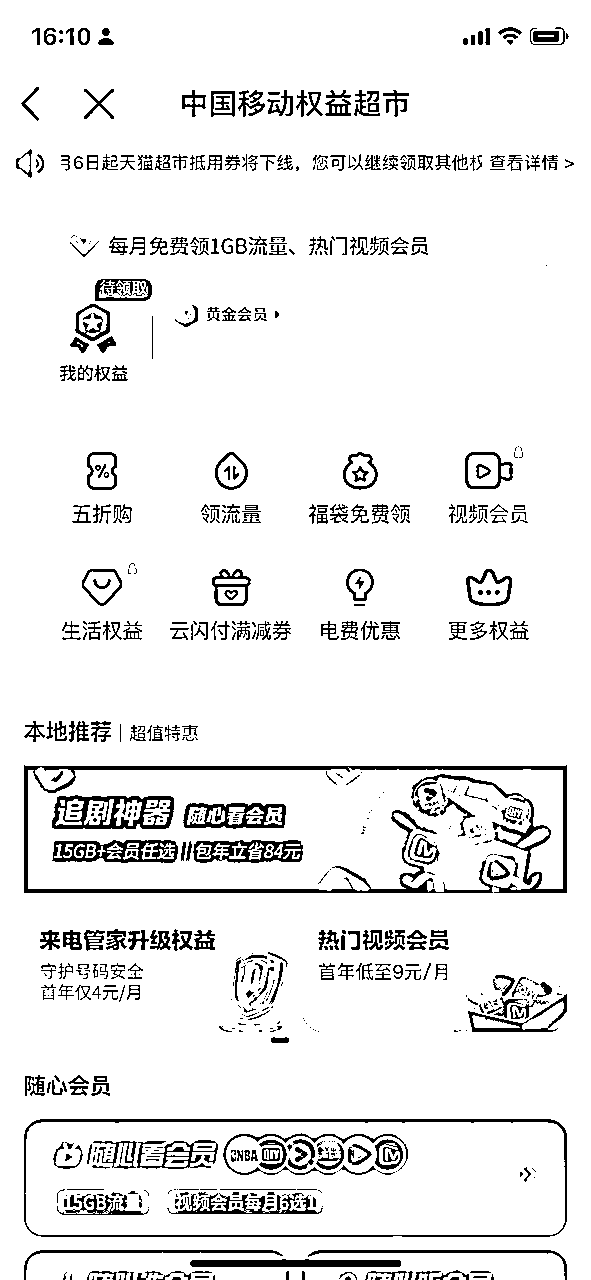 16:10
中国移动权益超市
6日起天猫超市抵用券将下线，您可以继续领取其他 查看详情 >
每月免费领1GB流量、热门视频会员
待领取
黄金会员
我的权益
五折购 领流量 福袋免费领 视频会员
生活权益 云闪付满减券 电费优惠 更多权益
本地推荐 | 超值特惠
追剧神器 随心看会员
15GB+会员任选 || 包年立省84元
来电管家升级权益 热门视频会员
守护号码安全 首年低至9元/月
首年仅4元/月
随心会员
随心看会员
15GB流量 视频会员每月6选1